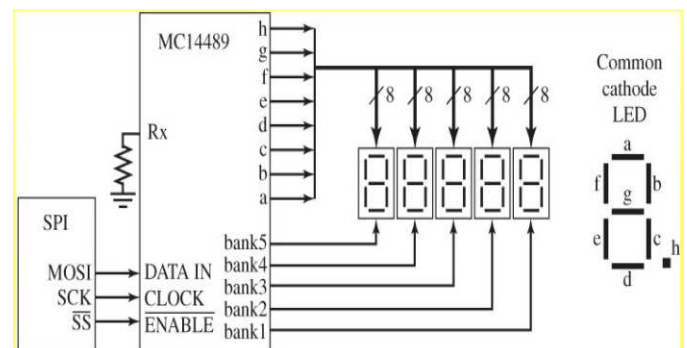 MC14489
h
g
f
e
d
c
b
a
Rx
8 8 8 8 8
Common
cathode
LED
a
f b
g
e c
h
d
SPI
MOSI
SCK
SS
DATA IN
CLOCK
ENABLE
bank5
bank4
bank3
bank2
bank1